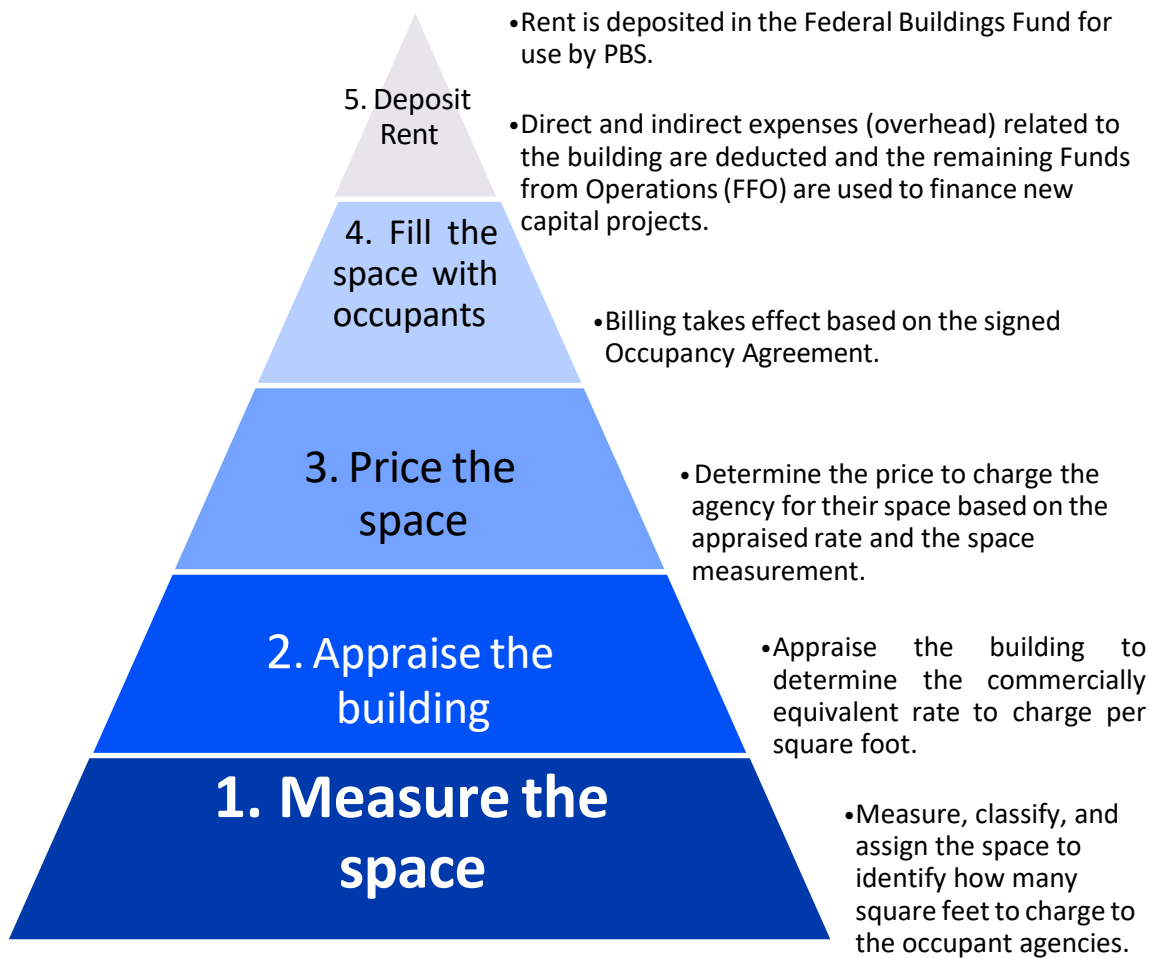 •Rent is deposited in the Federal Buildings Fund for
use by PBS.
5. Deposit
Rent
•Direct and indirect expenses (overhead) related to
the building are deducted and the remaining Funds
from Operations (FFO) are used to finance new
capital projects.
4. Fill the
space with
occupants
•Billing takes effect based on the signed
Occupancy Agreement.
3. Price the
space
•Determine the price to charge the
agency for their space based on the
appraised rate and the space
measurement.
2. Appraise the
building
•Appraise the building to
determine the commercially
equivalent rate to charge per
square foot.
1. Measure the
space
•Measure, classify, and
assign the space to
identify how many
square feet to charge to
the occupant agencies.